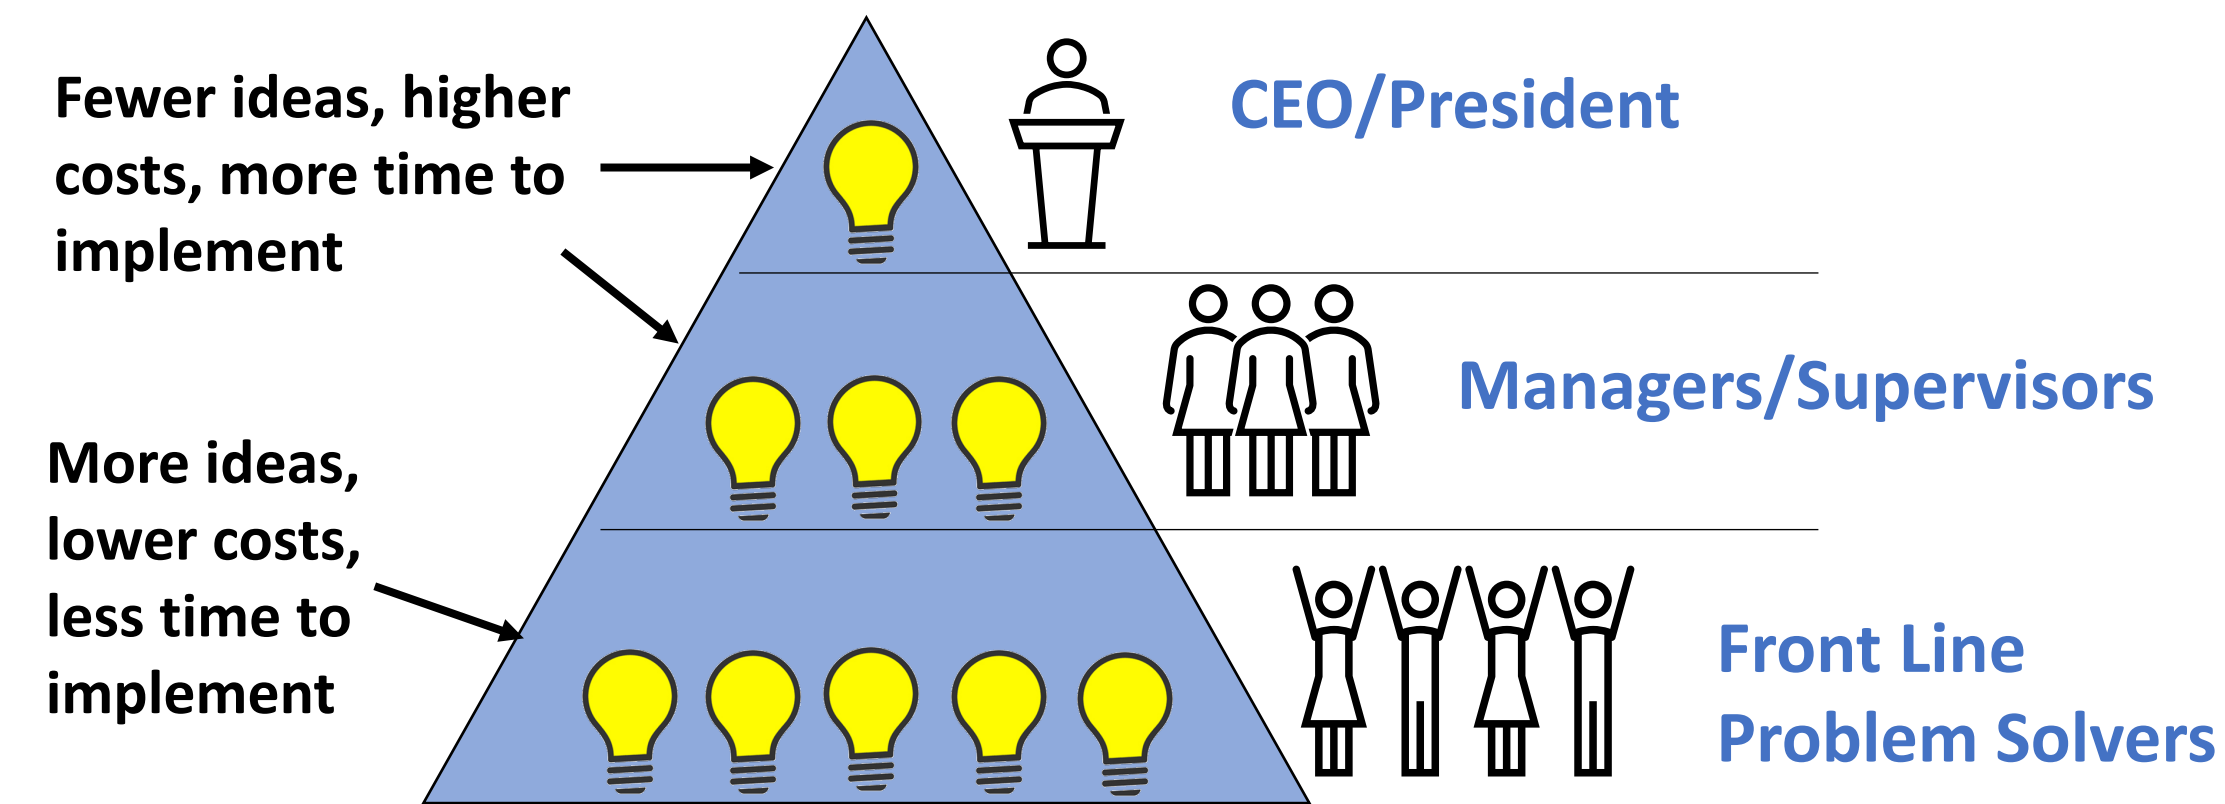 Fewer ideas, higher
costs, more time to
implement
CEO/President
Managers/Supervisors
More ideas,
lower costs,
less time to
implement
Front Line
Problem Solvers